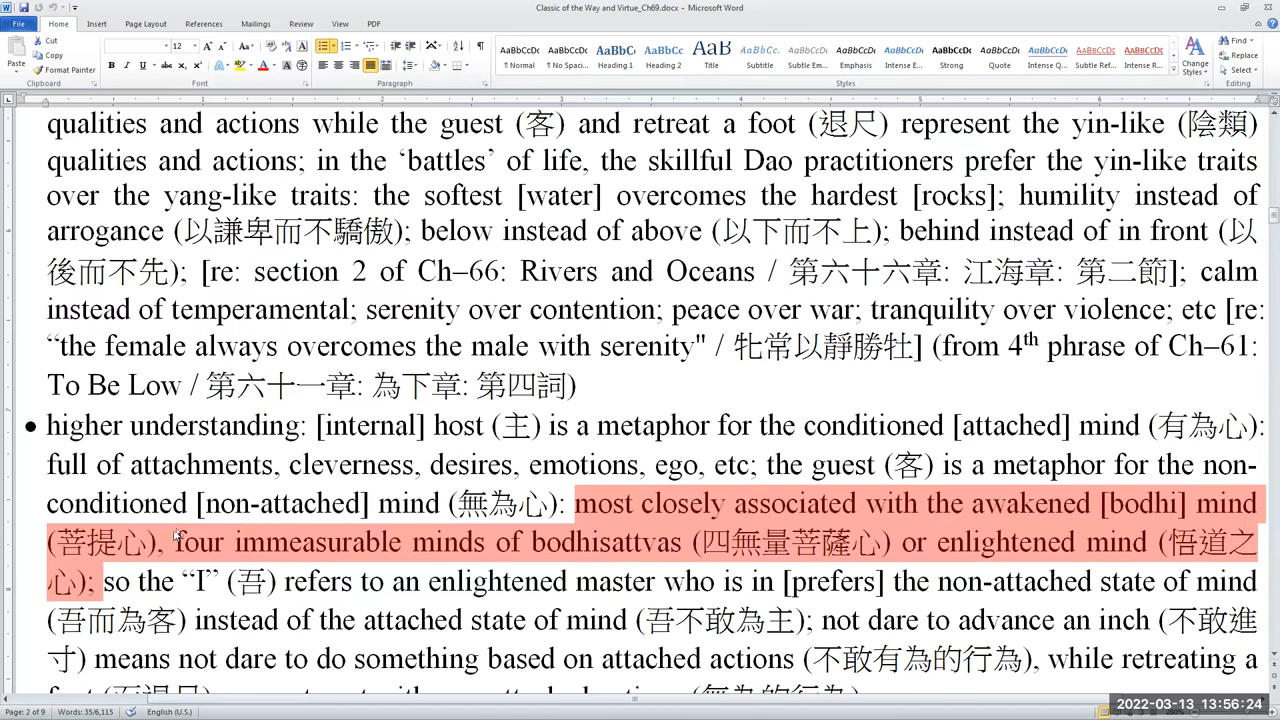 Classic of the Way and Virtue_Ch69.docx - Microsoft Word
File Home Insert Page Layout References Mailings Review View PDF
Cut
Copy
Format Painter
Paste
Clipboard
12
Font
Paragraph
AaBbCcDc AaBbCcDc AaBbC AaBbCc AaB AaBbCc. AaBbCcDc AaBbCcDc AaBbCcDc AaBbCcDc AaBbCcDc AaBbCcDc AaBbCcDc AaBbCcDc
¶ Normal ¶ No Spaci... Heading 1 Heading 2 Title Subtitle Subtle Em... Emphasis Intense E... Strong Quote Intense Q... Subtle Ref... Intense R...
Change Styles
Styles
Find
Replace
Select
Editing
qualities and actions while the guest (客) and retreat a foot (退尺) represent the yin-like (陰類)
qualities and actions; in the ‘battles’ of life, the skillful Dao practitioners prefer the yin-like traits
over the yang-like traits: the softest [water] overcomes the hardest [rocks]; humility instead of
arrogance (以謙卑而不驕傲); below instead of above (以下而不上); behind instead of in front (以
後而不先); [re: section 2 of Ch–66: Rivers and Oceans / 第六十六章: 江海章: 第二節]; calm
instead of temperamental; serenity over contention; peace over war; tranquility over violence; etc [re:
“the female always overcomes the male with serenity" / 牝常以靜勝牡] (from 4th phrase of Ch–61:
To Be Low / 第六十一章: 為下章: 第四詞)
● higher understanding: [internal] host (主) is a metaphor for the conditioned [attached] mind (有為心):
full of attachments, cleverness, desires, emotions, ego, etc; the guest (客) is a metaphor for the non-
conditioned [non-attached] mind (無為心): most closely associated with the awakened [bodhi] mind
(菩提心), four immeasurable minds of bodhisattvas (四無量菩薩心) or enlightened mind (悟道之
心); so the “I” (吾) refers to an enlightened master who is in [prefers] the non-attached state of mind
(吾而為客) instead of the attached state of mind (吾不敢為主); not dare to advance an inch (不敢進
寸) means not dare to do something based on attached actions (不敢有為的行為), while retreating a
Page: 2 of 9 Words: 35/6,115 English (U.S.)
2022-03-13 13:56:24